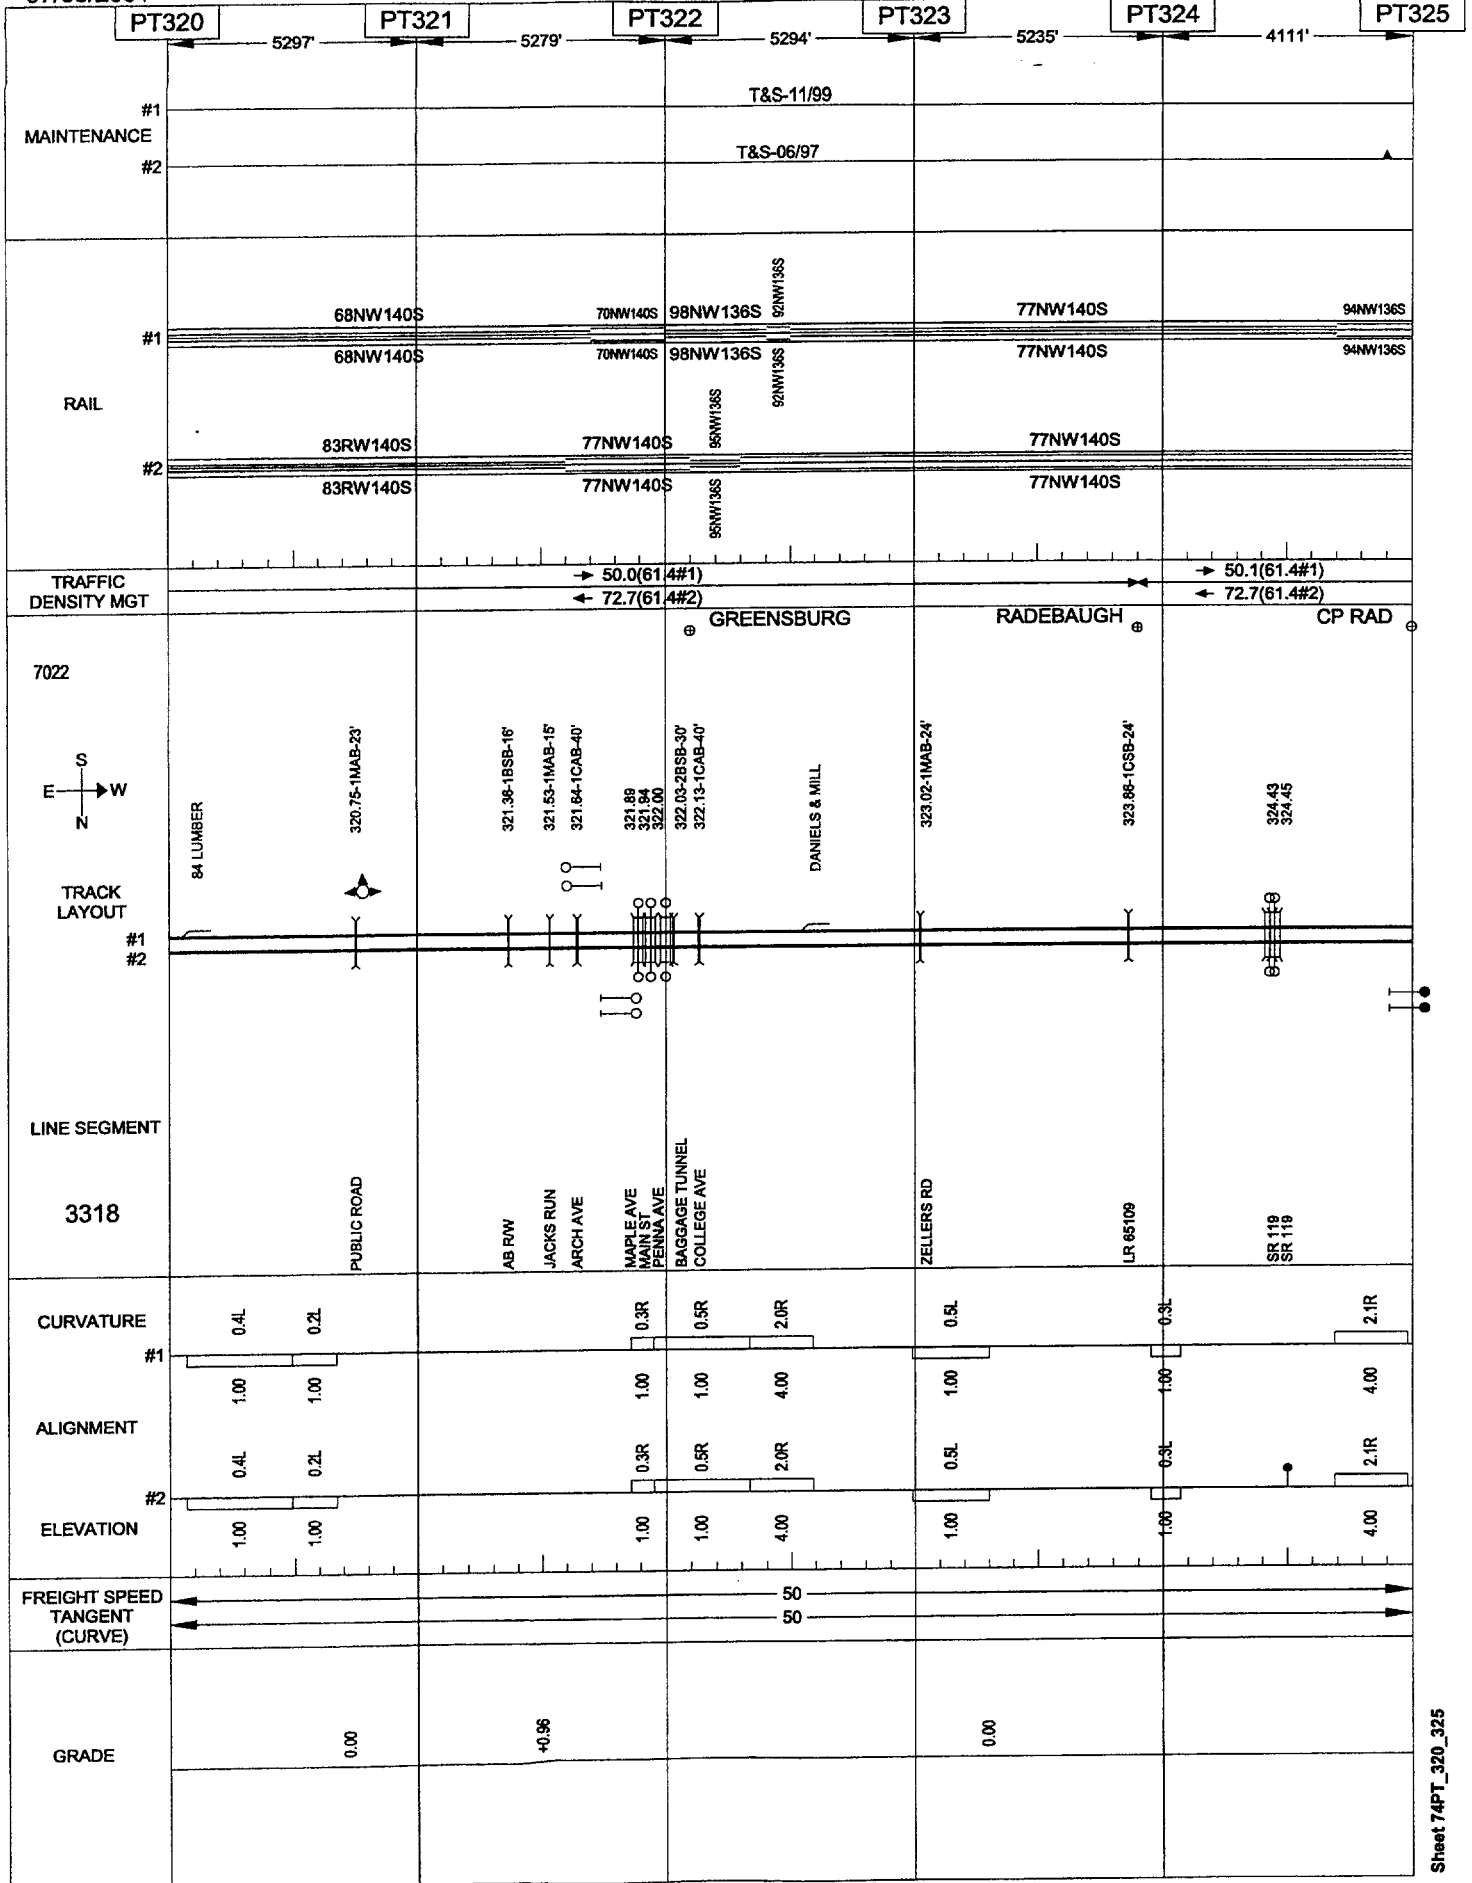 PT320 PT321 PT322 PT323 PT324 PT325
5297' 5279' 5294' 5235' 4111'
T&S-11/99
#1
MAINTENANCE
T&S-06/97
#2
92NW136S
68NW140S 70NW140S 98NW136S 77NW140S 94NW136S
#1
68NW140S 70NW140S 98NW136S 77NW140S 94NW136S
92NW136S
RAIL
95NW136S
83RW140S 77NW140S 77NW140S
#2
83RW140S 77NW140S 77NW140S
95NW136S
TRAFFIC
DENSITY MGT
50.0(61.4#1) 50.1(61.4#1)
72.7(61.4#2) 72.7(61.4#2)
GREENSBURG RADEBAUGH CP RAD
7022
S
E W
N
84 LUMBER
320.75-1MAB-23'
321.36-1BSB-16'
321.53-1MAB-15'
321.64-1CAB-40'
321.89
321.94
322.00
322.03-2BSB-30'
322.13-1CAB-40'
DANIELS & MILL
323.02-1MAB-24'
323.86-1CSB-24'
324.43
324.45
TRACK
LAYOUT
#1
#2
LINE SEGMENT
3318
PUBLIC ROAD
AB R/W
JACKS RUN
ARCH AVE
MAPLE AVE
MAIN ST
PENNA AVE
BAGGAGE TUNNEL
COLLEGE AVE
ZELLERS RD
LR 65109
SR 119
SR 119
CURVATURE
0.4L 0.2L 0.3R 0.5R 2.0R 0.5L 0.3L 2.1R
#1
1.00 1.00 1.00 1.00 4.00 1.00 1.00 4.00
ALIGNMENT
0.4L 0.2L 0.3R 0.5R 2.0R 0.5L 0.3L 2.1R
#2
ELEVATION
1.00 1.00 1.00 1.00 4.00 1.00 1.00 4.00
FREIGHT SPEED
TANGENT
(CURVE)
50
50
GRADE
0.00 +0.96 0.00
Sheet 74PT_320_325